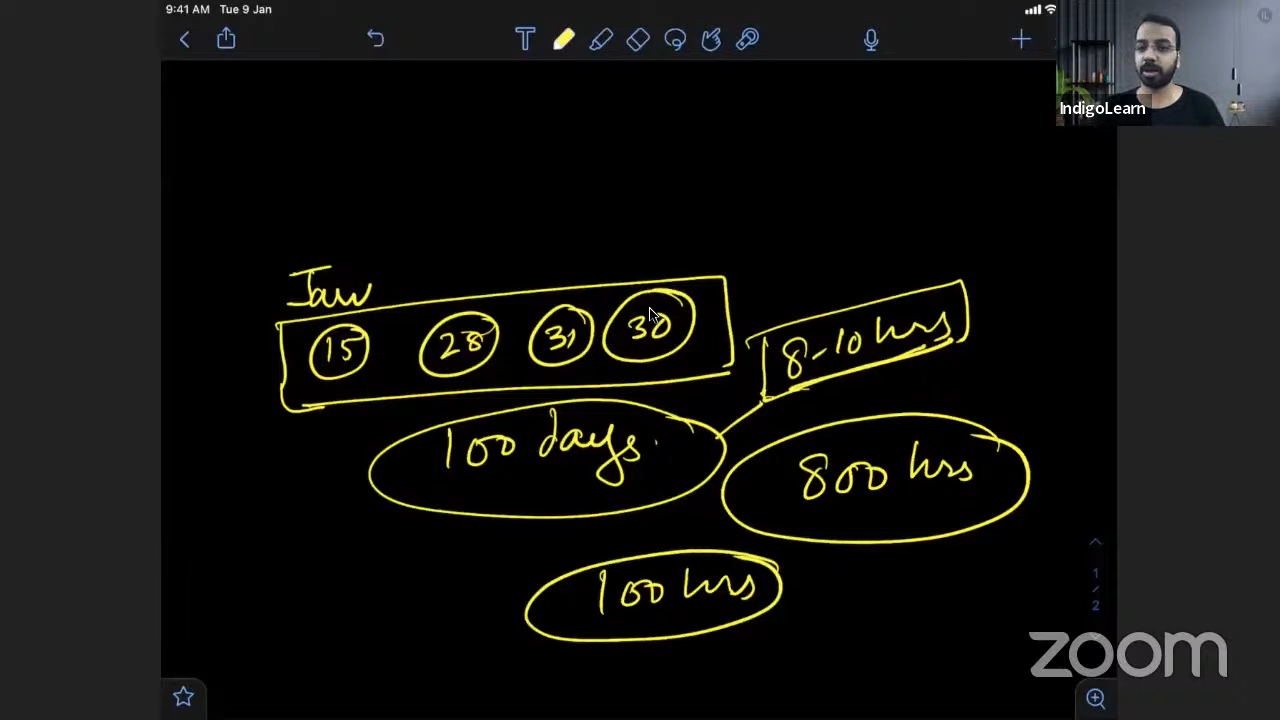 9:41 AM Tue 9 Jan
IndigoLearn
Jan
15 28 31 30
8-10 hrs
100 days.
800 hrs
100 hrs
1
/
2
zoom